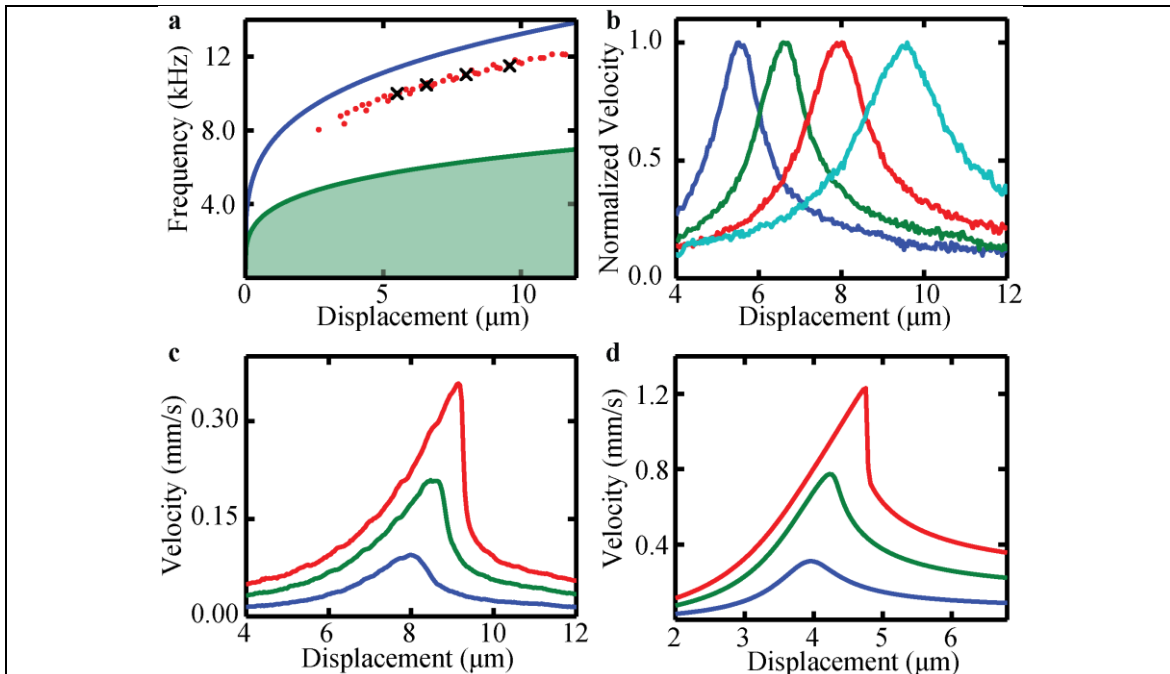 a
Frequency (kHz)
12
8.0
4.0
0
5
10
Displacement (μm)
b
Normalized Velocity
1.0
0.5
0.0
4
6
8
10
12
Displacement (μm)
c
Velocity (mm/s)
0.30
0.15
0.00
4
6
8
10
12
Displacement (μm)
d
Velocity (mm/s)
1.2
0.8
0.4
2
3
4
5
6
Displacement (μm)